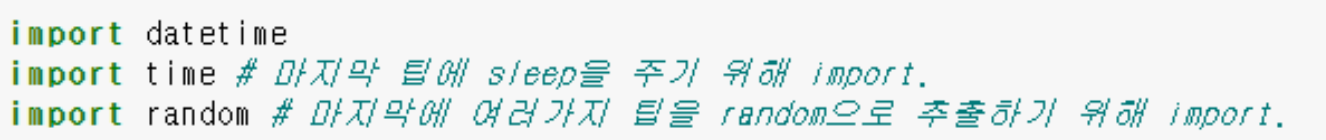 import datetime
import time # 마지막 팁에 sleep을 주기 위해 import.
import random # 마지막에 여러가지 팁을 random으로 추출하기 위해 import.